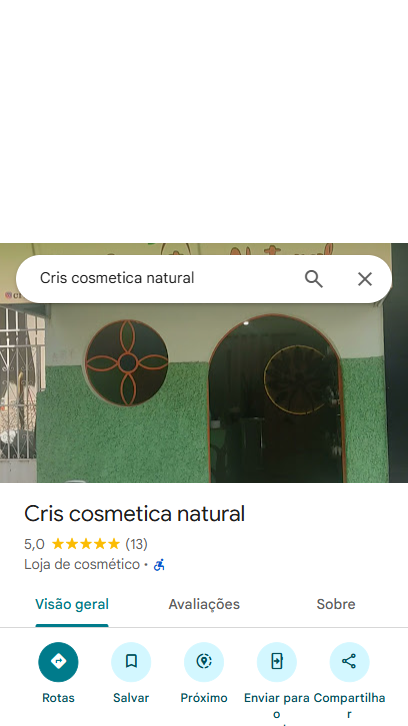 Cris cosmetica natural
Cris cosmetica natural
5,0 (13)
Loja de cosmético •
Visão geral Avaliações Sobre
Rotas Salvar Próximo Enviar para o Compartilhar